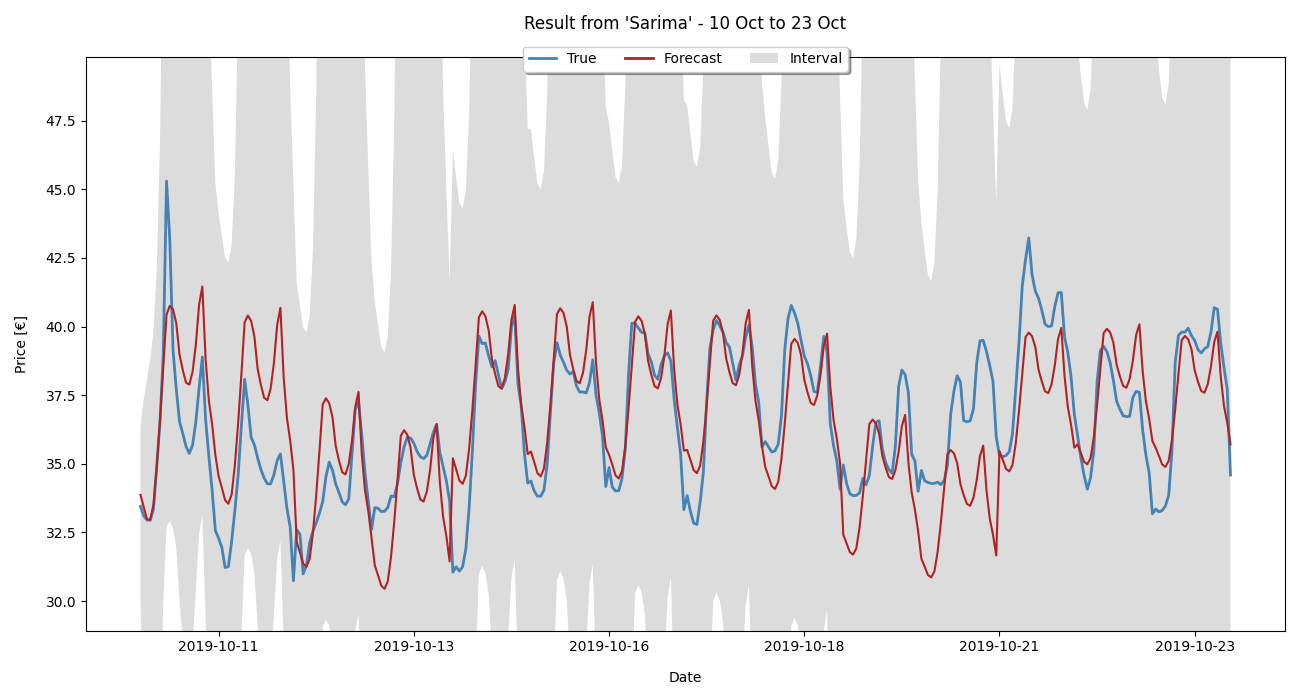 Result from 'Sarima' - 10 Oct to 23 Oct
True Forecast Interval
Price [€]
47.5
45.0
42.5
40.0
37.5
35.0
32.5
30.0
2019-10-11 2019-10-13 2019-10-16 2019-10-18 2019-10-21 2019-10-23
Date